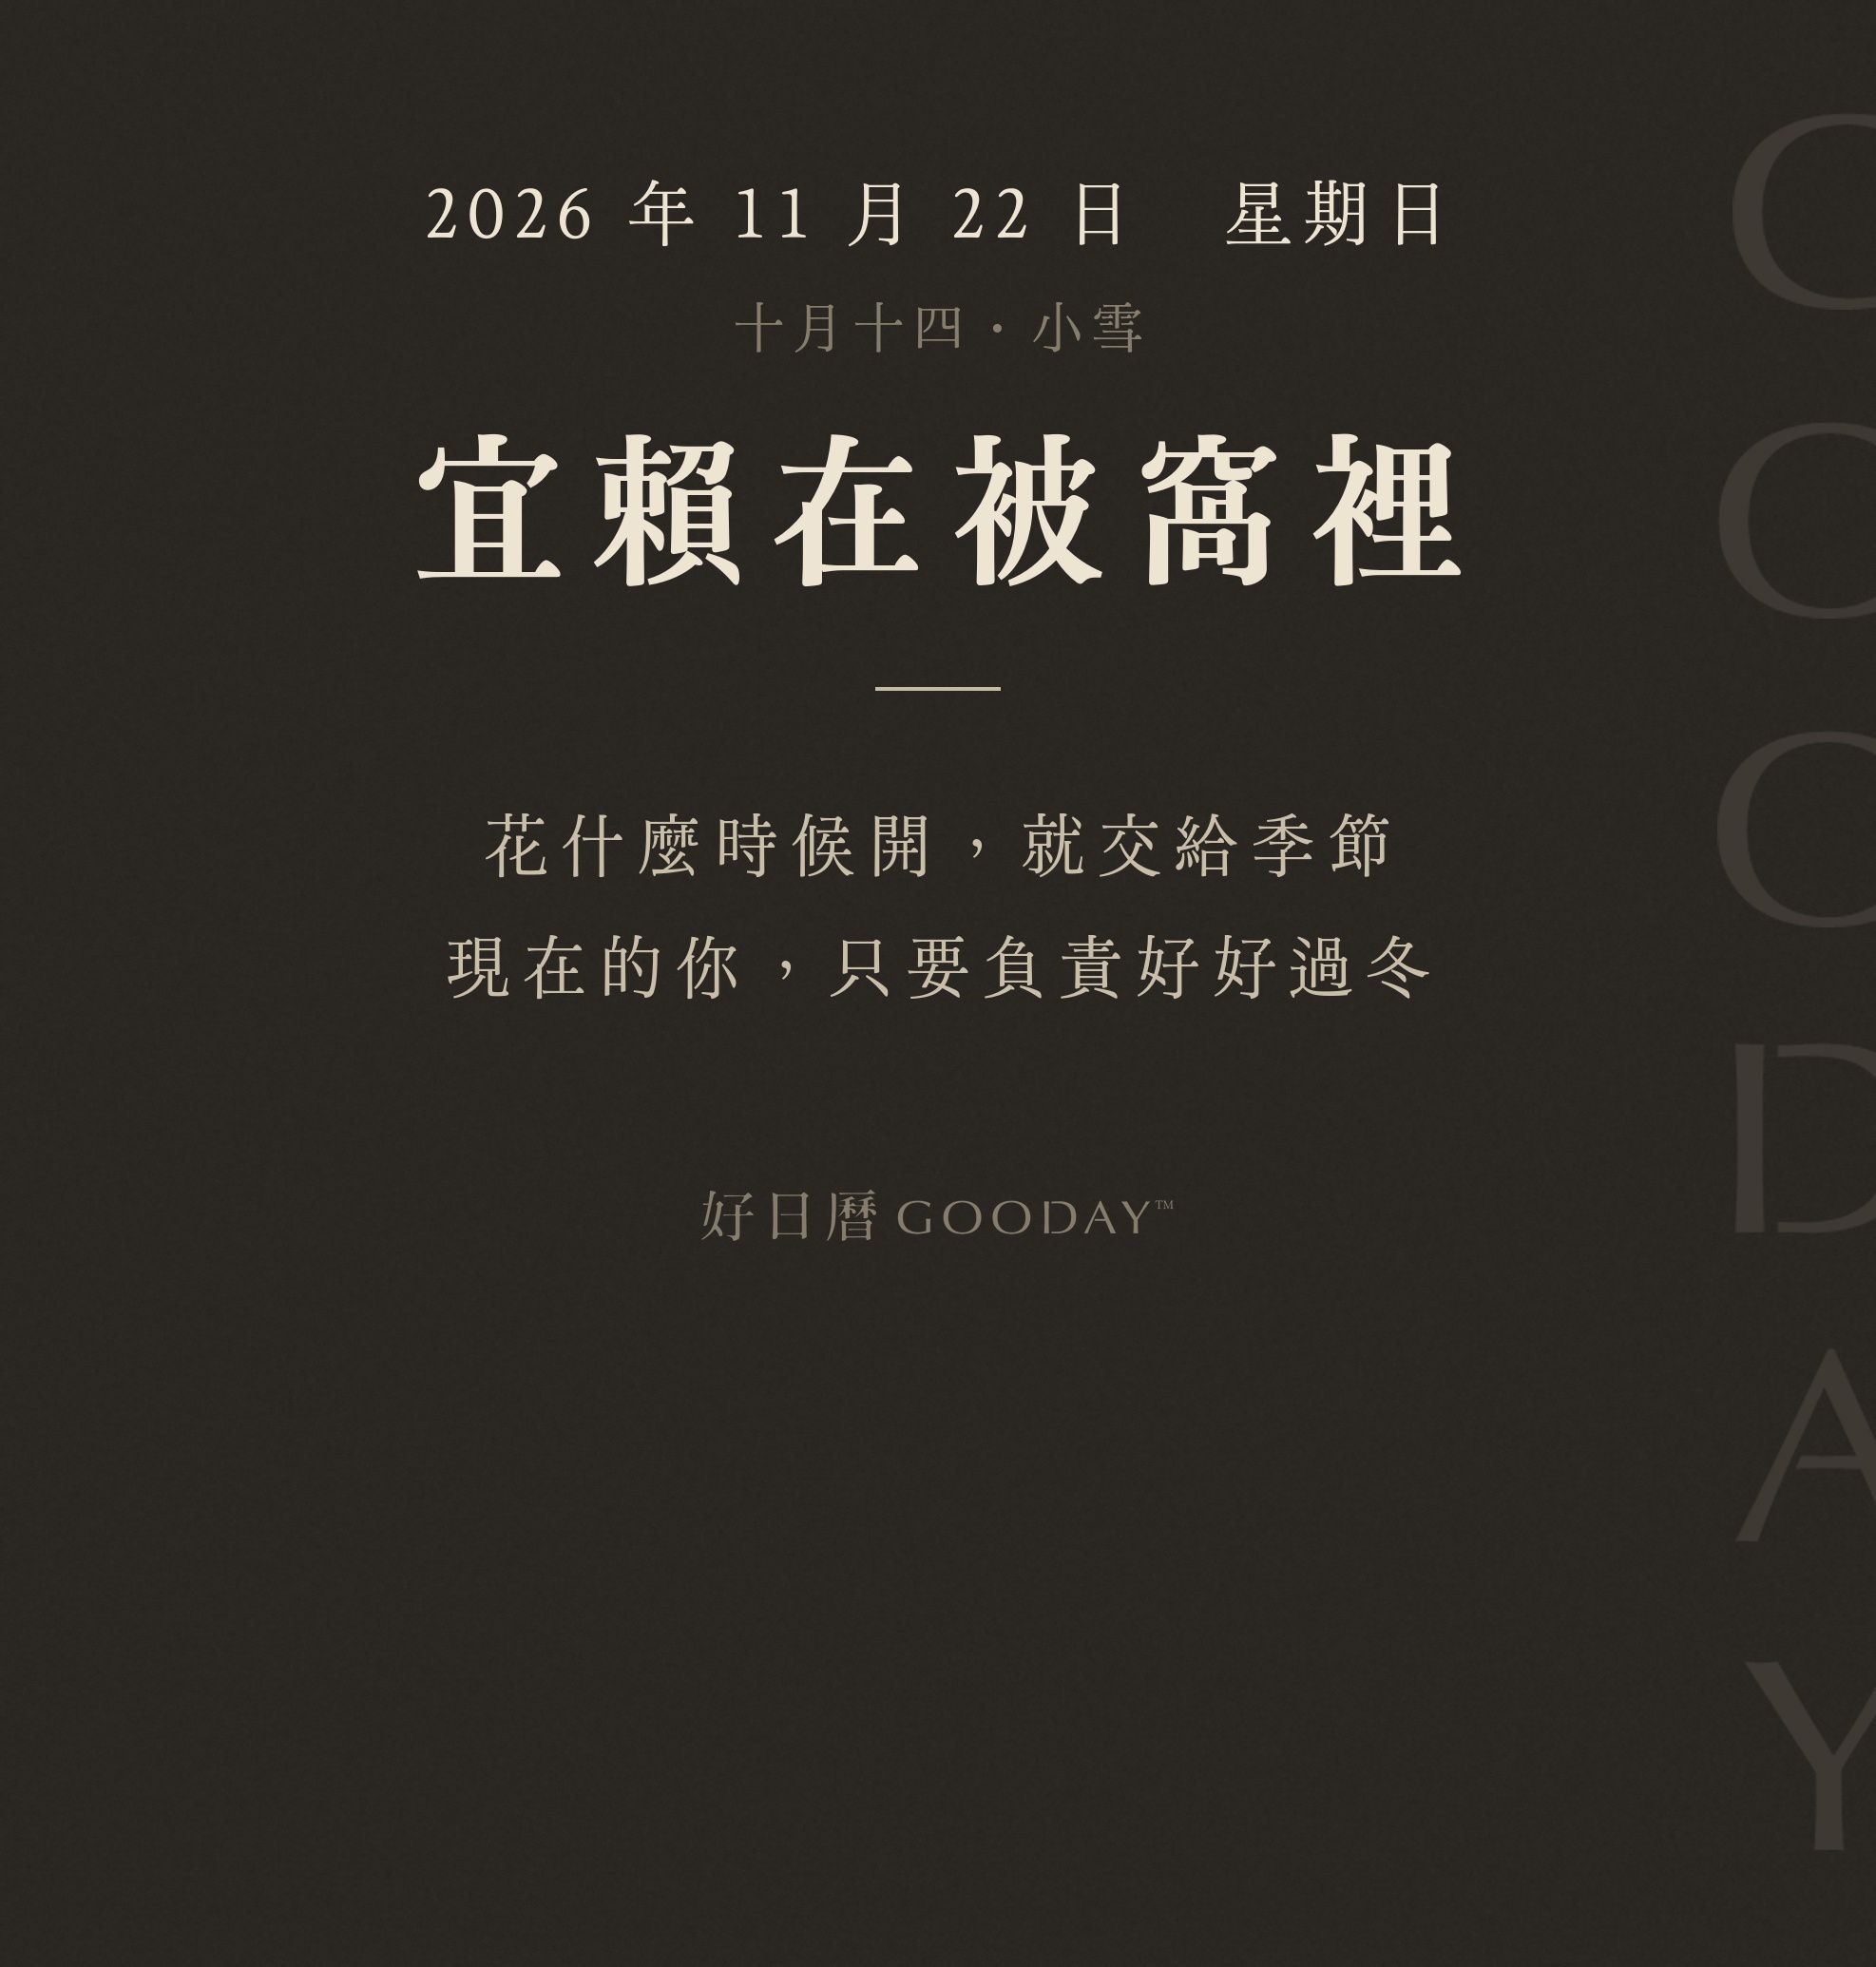 2026 年 11 月 22 日　星期日
十月十四・小雪
宜賴在被窩裡
花什麼時候開，就交給季節
現在的你，只要負責好好過冬
好日曆 GOODAY™
GOODAY